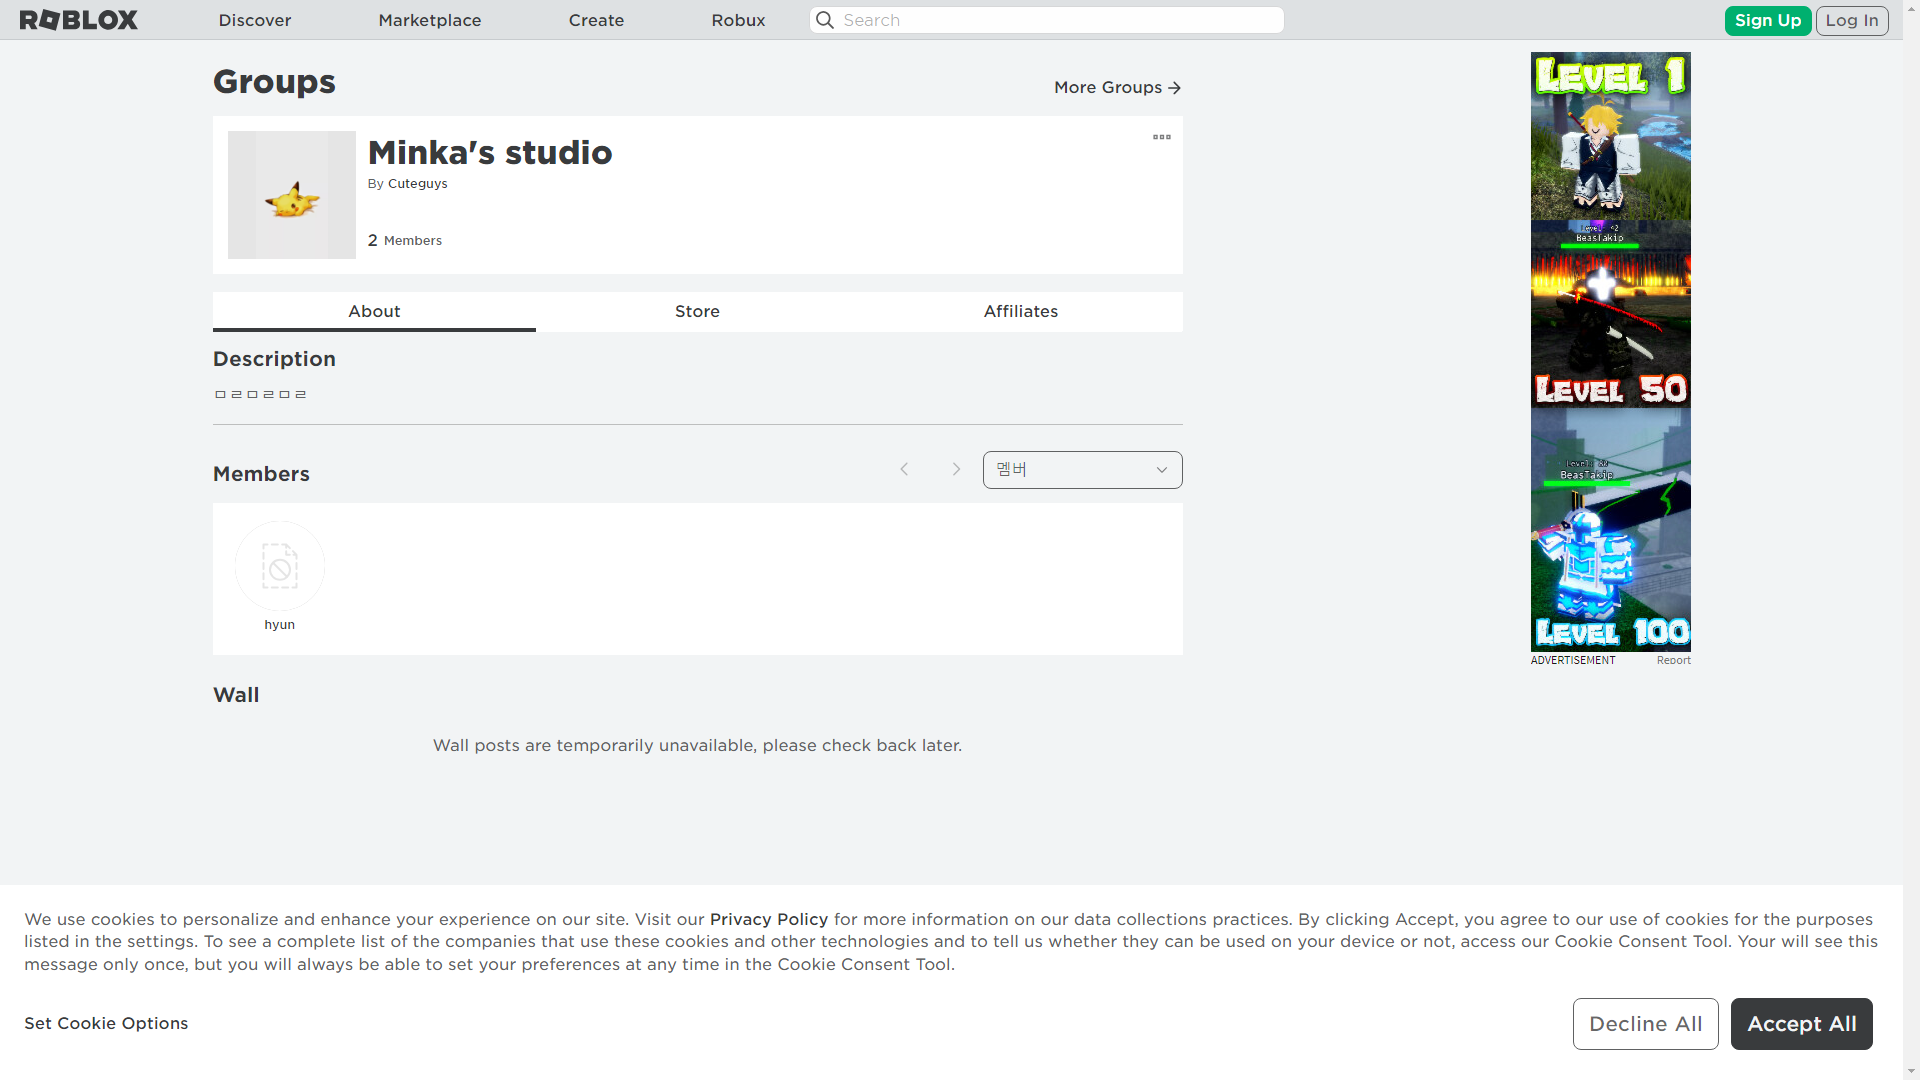 ROBLOX
Discover
Marketplace
Create
Robux
Search
Sign Up
Log In
Groups
More Groups
Minka's studio
By Cuteguys
2 Members
About
Store
Affiliates
Description
ㅁㄹㅁㄹㅁㄹ
Members
멤버
hyun
Wall
Wall posts are temporarily unavailable, please check back later.
LEVEL 1
BeasTakip
LEVEL 50
BeasTakip
LEVEL 100
ADVERTISEMENT
Report
We use cookies to personalize and enhance your experience on our site. Visit our Privacy Policy for more information on our data collections practices. By clicking Accept, you agree to our use of cookies for the purposes
listed in the settings. To see a complete list of the companies that use these cookies and other technologies and to tell us whether they can be used on your device or not, access our Cookie Consent Tool. Your will see this
message only once, but you will always be able to set your preferences at any time in the Cookie Consent Tool.
Set Cookie Options
Decline All
Accept All